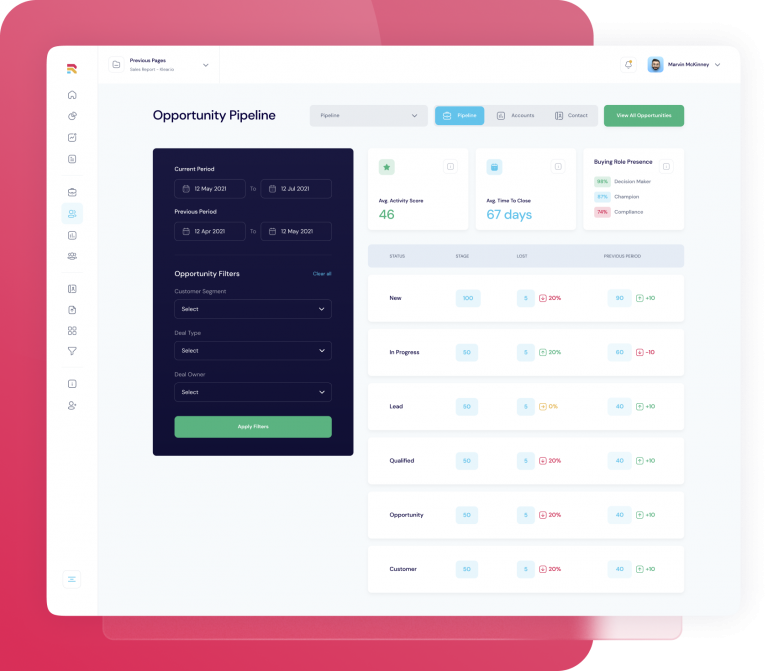 Previous Pages
Sales Report - Revenx
Marvin McKinney
Opportunity Pipeline
Pipeline
Pipeline
Accounts
Contact
View All Opportunities
Current Period
12 May 2021 To 12 Jul 2021
Previous Period
12 Apr 2021 To 12 May 2021
Opportunity Filters Clear all
Customer Segment
Select
Deal Type
Select
Deal Owner
Select
Apply Filters
Avg. Activity Score
46
Avg. Time To Close
67 days
Buying Role Presence
Decision Maker
Champion
74% Compliance
STATUS STAGE LOST PREVIOUS PERIOD
New 100 5 20% 90 +10
In Progress 50 5 20% 60 -10
Lead 50 5 0% 40 +10
Qualified 50 5 20% 40 +10
Opportunity 50 5 20% 40 +10
Customer 50 5 20% 40 +10